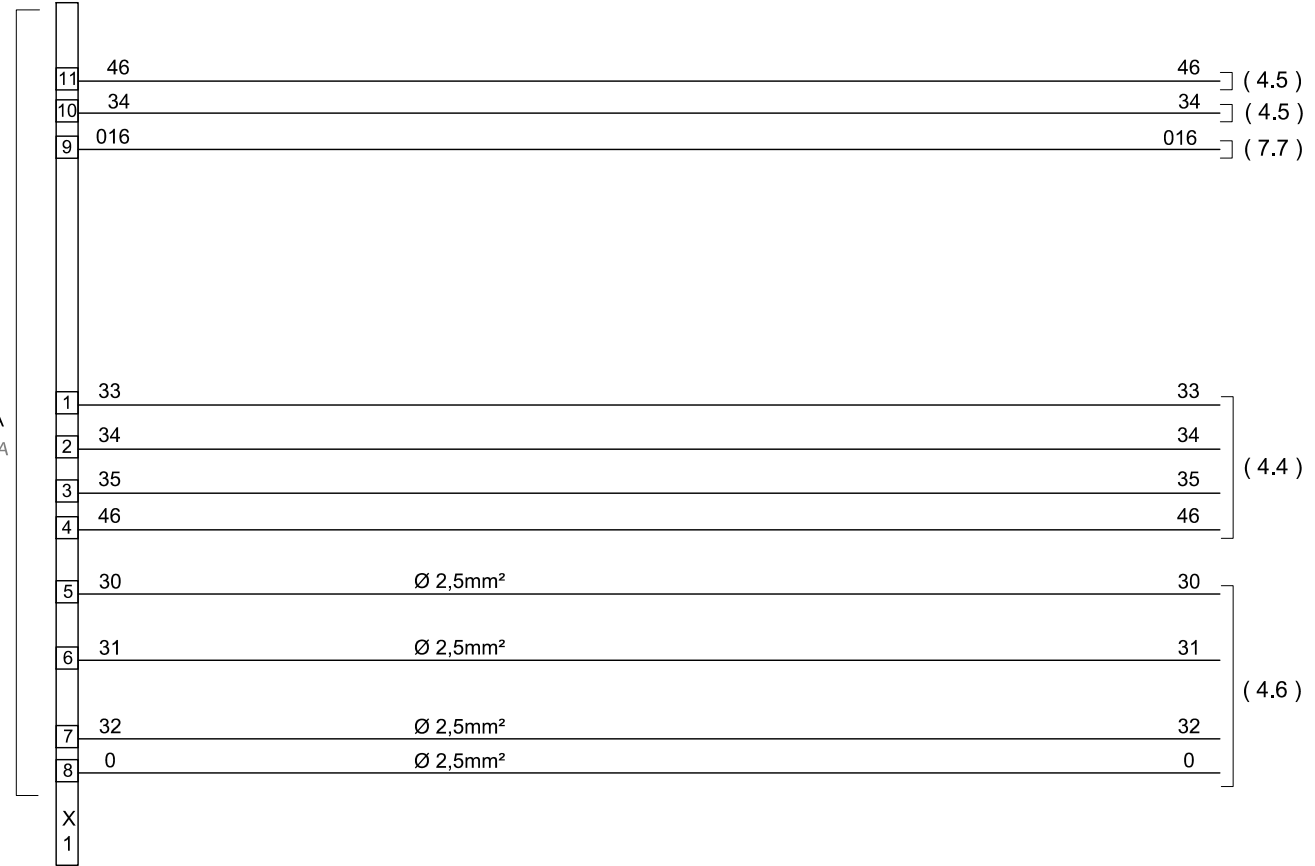 11 46 46 ( 4.5 )
10 34 34 ( 4.5 )
9 016 016 ( 7.7 )
1 33 33
A
2 34 34
A
( 4.4 )
3 35 35
4 46 46
5 30 Ø 2,5mm² 30
6 31 Ø 2,5mm² 31
( 4.6 )
7 32 Ø 2,5mm² 32
8 0 Ø 2,5mm² 0
X
1